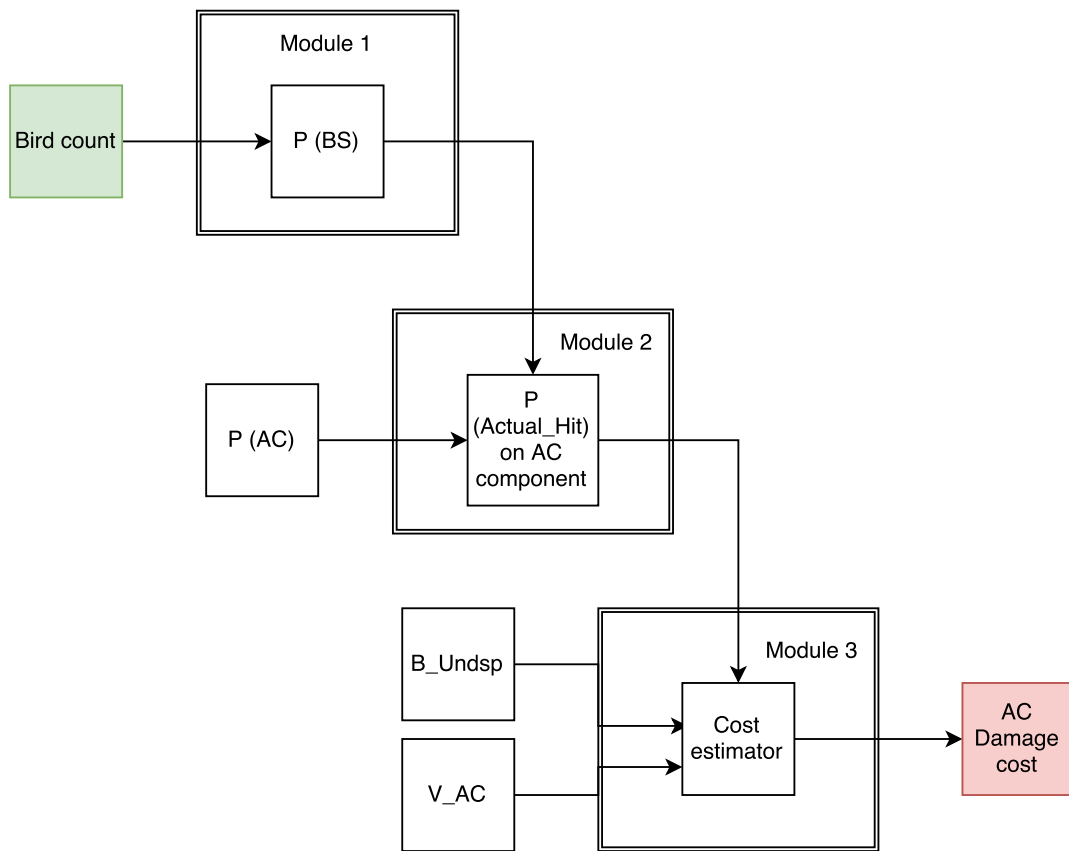 Module 1
Bird count
P (BS)
Module 2
P (AC)
P
(Actual_Hit)
on AC
component
Module 3
B_Undsp
Cost
estimator
AC
Damage
cost
V_AC